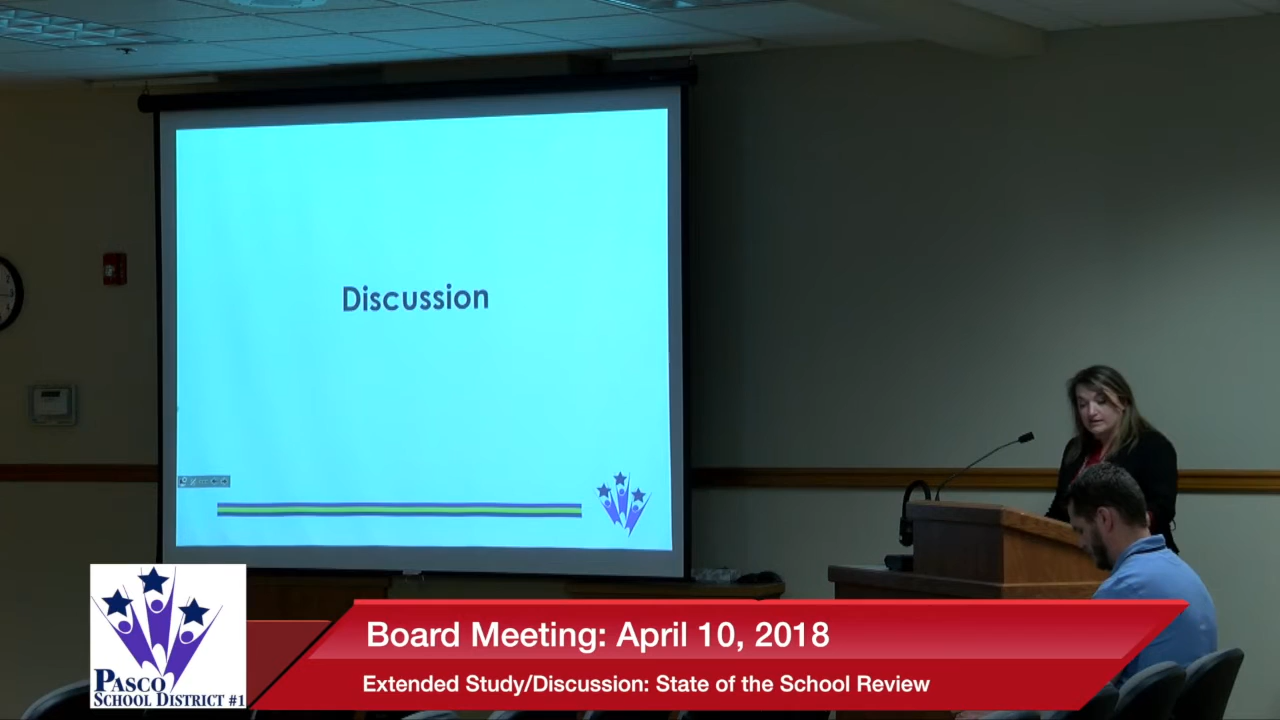 Discussion
Board Meeting: April 10, 2018
Extended Study/Discussion: State of the School Review
PASCO
SCHOOL DISTRICT #1